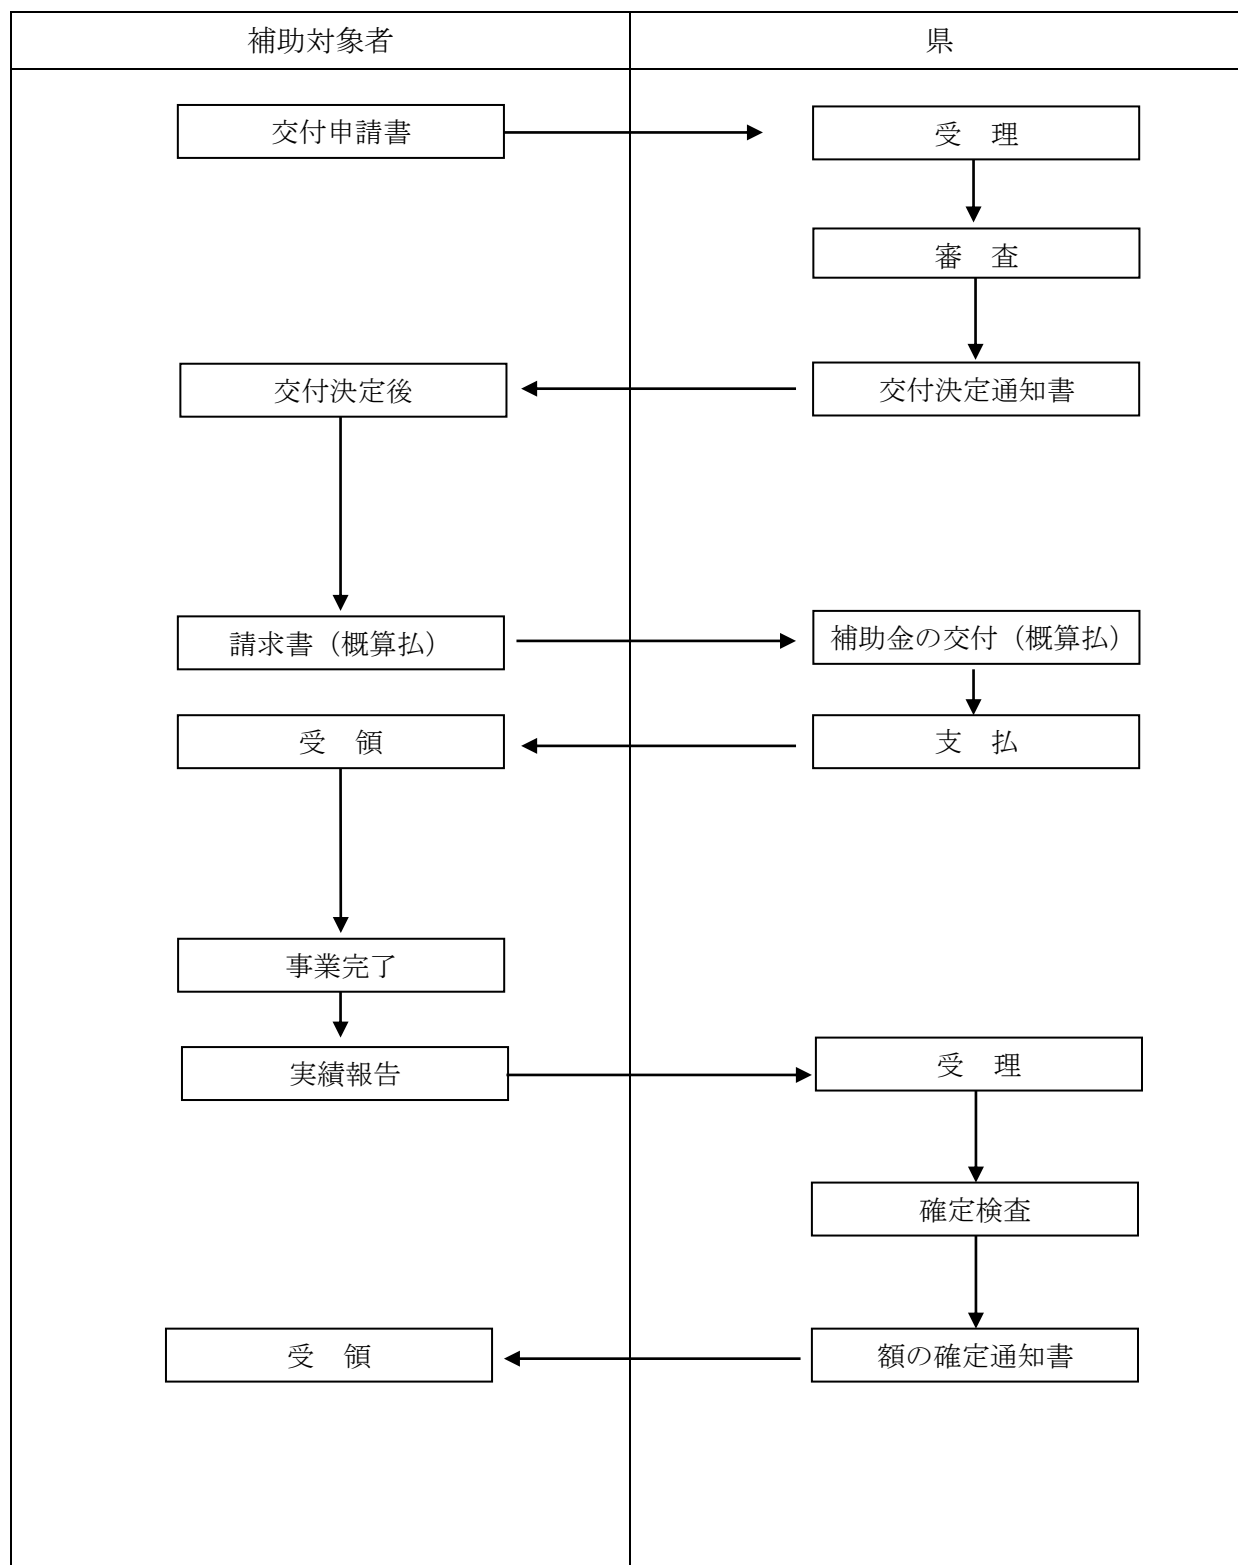 補助対象者
県
交付申請書
受　理
審　査
交付決定後
交付決定通知書
請求書（概算払）
補助金の交付（概算払）
受　領
支　払
事業完了
実績報告
受　理
確定検査
受　領
額の確定通知書